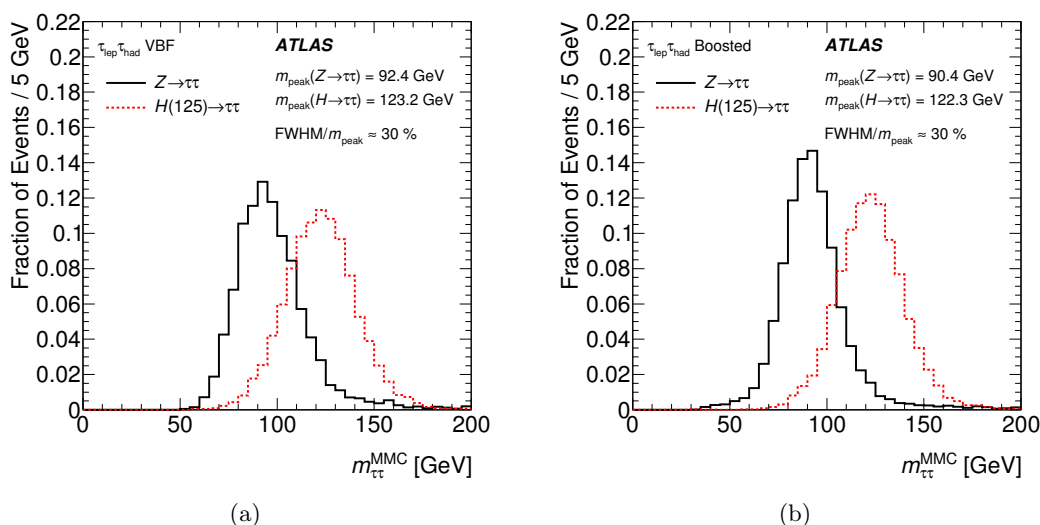 Fraction of Events / 5 GeV
0.22
0.2
0.18
0.16
0.14
0.12
0.1
0.08
0.06
0.04
0.02
0
τlepτhad VBF
ATLAS
Z→ττ
H(125)→ττ
mpeak(Z→ττ) = 92.4 GeV
mpeak(H→ττ) = 123.2 GeV
FWHM/mpeak ≈ 30 %
0 50 100 150 200
mττMMC [GeV]
(a)
Fraction of Events / 5 GeV
0.22
0.2
0.18
0.16
0.14
0.12
0.1
0.08
0.06
0.04
0.02
0
τlepτhad Boosted
ATLAS
Z→ττ
H(125)→ττ
mpeak(Z→ττ) = 90.4 GeV
mpeak(H→ττ) = 122.3 GeV
FWHM/mpeak ≈ 30 %
0 50 100 150 200
mττMMC [GeV]
(b)